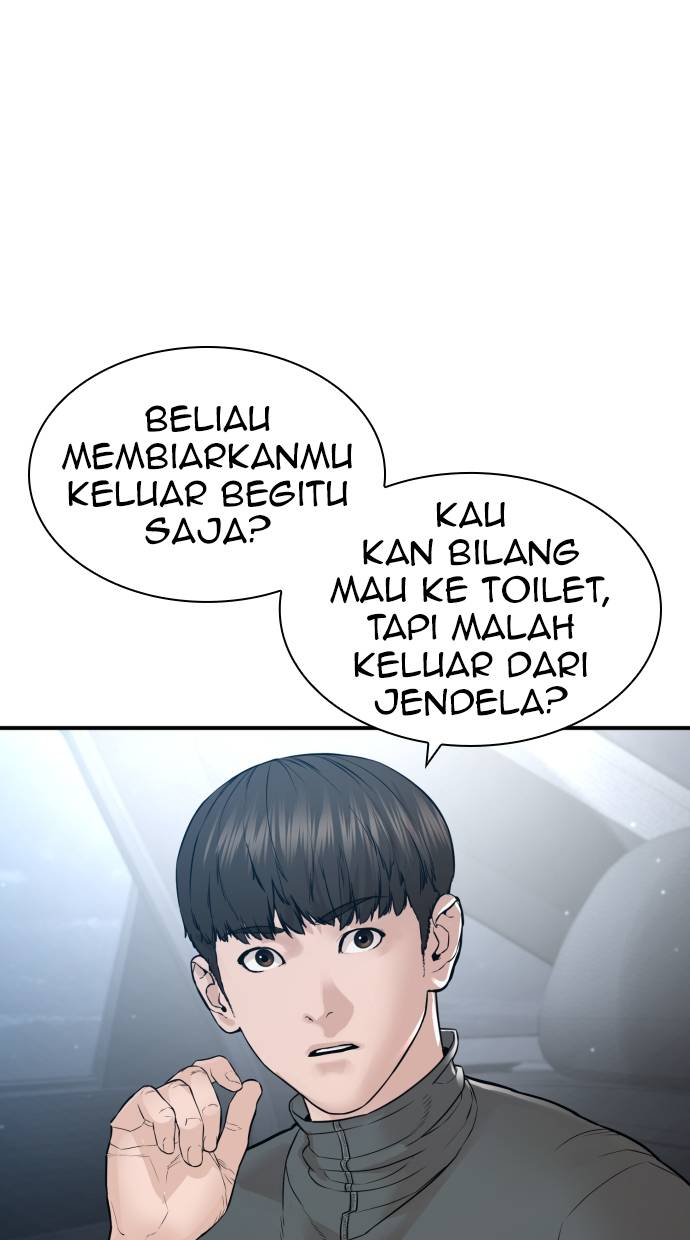 BELIAU
MEMBIARKANMU
KELUAR BEGITU
SAJA?
KAU
KAN BILANG
MAU KE TOILET,
TAPI MALAH
KELUAR DARI
JENDELA?